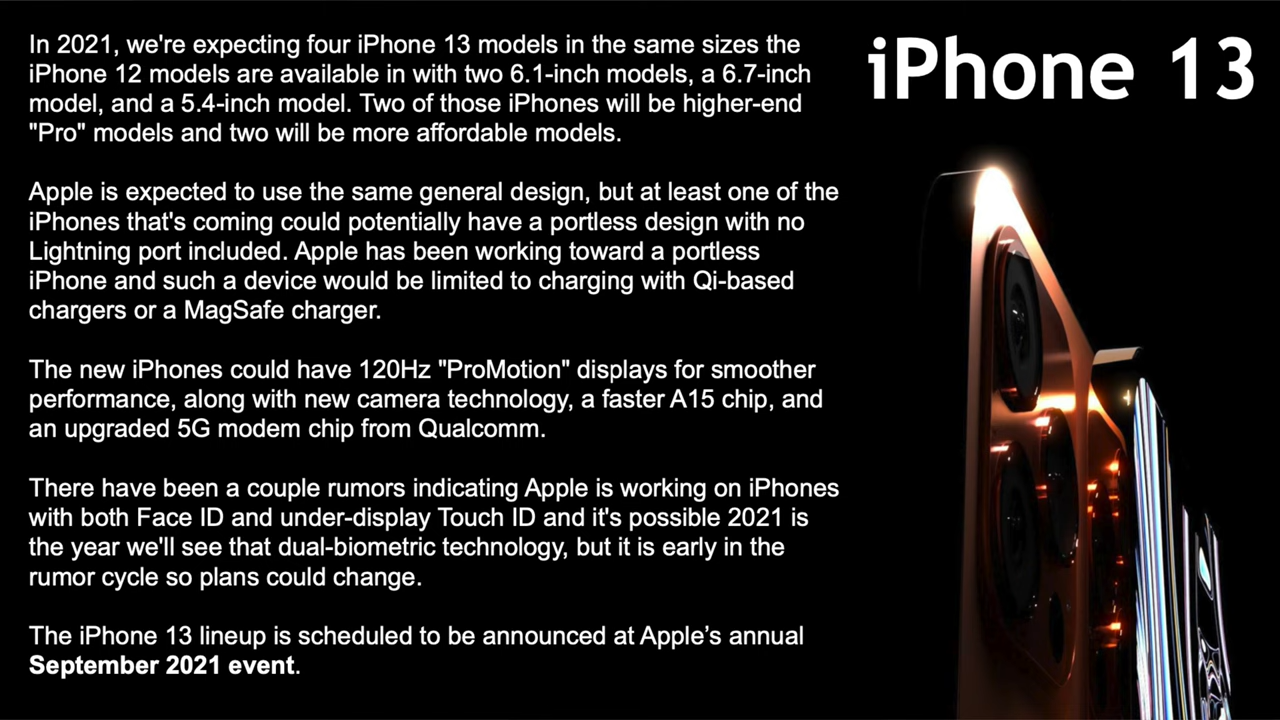 In 2021, we're expecting four iPhone 13 models in the same sizes the
iPhone 12 models are available in with two 6.1-inch models, a 6.7-inch
model, and a 5.4-inch model. Two of those iPhones will be higher-end
"Pro" models and two will be more affordable models.
Apple is expected to use the same general design, but at least one of the
iPhones that's coming could potentially have a portless design with no
Lightning port included. Apple has been working toward a portless
iPhone and such a device would be limited to charging with Qi-based
chargers or a MagSafe charger.
The new iPhones could have 120Hz "ProMotion" displays for smoother
performance, along with new camera technology, a faster A15 chip, and
an upgraded 5G modem chip from Qualcomm.
There have been a couple rumors indicating Apple is working on iPhones
with both Face ID and under-display Touch ID and it's possible 2021 is
the year we'll see that dual-biometric technology, but it is early in the
rumor cycle so plans could change.
The iPhone 13 lineup is scheduled to be announced at Apple’s annual
September 2021 event.
iPhone 13